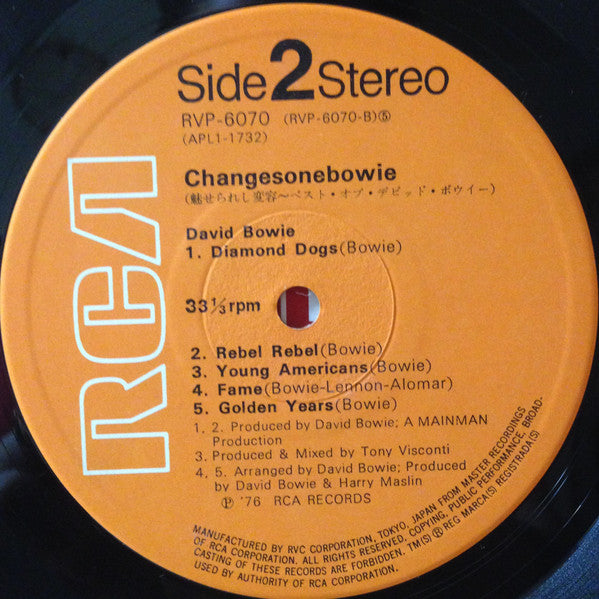 Side 2 Stereo
RVP-6070 (RVP-6070-B)⑤
(APL1-1732)
RCA
Changesonebowie
(魅せられし変容〜ベスト・オブ・デビッド・ボウイー)
David Bowie
1. Diamond Dogs(Bowie)
33⅓rpm
2. Rebel Rebel(Bowie)
3. Young Americans(Bowie)
4. Fame(Bowie-Lennon-Alomar)
5. Golden Years(Bowie)
1. 2. Produced by David Bowie; A MAINMAN
Production
3. Produced & Mixed by Tony Visconti
4. 5. Arranged by David Bowie; Produced
by David Bowie & Harry Maslin
Ⓟ '76 RCA RECORDS
MANUFACTURED BY RVC CORPORATION, TOKYO, JAPAN FROM MASTER RECORDINGS
OF RCA CORPORATION. ALL RIGHTS RESERVED. COPYING, PUBLIC PERFORMANCE, BROAD-
CASTING OF THESE RECORDS ARE FORBIDDEN. TM(S) ® REG MARCA(S) REGISTRADA(S)
USED BY AUTHORITY OF RCA CORPORATION.